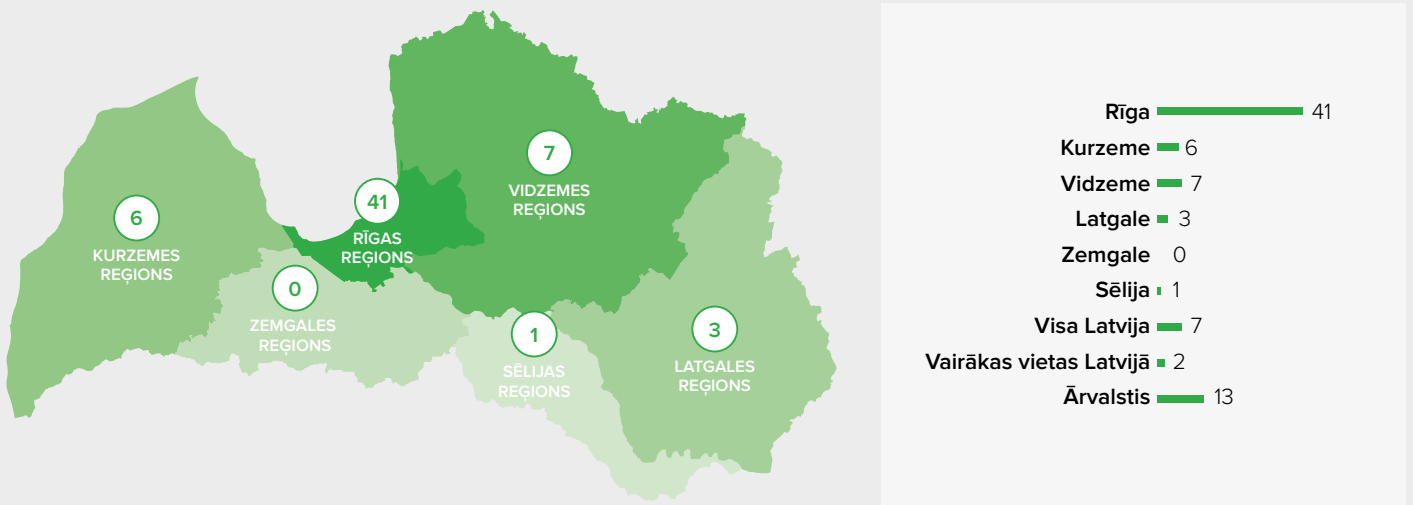 6
KURZEMES
REĢIONS
41
RĪGAS
REĢIONS
7
VIDZEMES
REĢIONS
0
ZEMGALES
REĢIONS
1
SĒLIJAS
REĢIONS
3
LATGALES
REĢIONS
Rīga 41
Kurzeme 6
Vidzeme 7
Latgale 3
Zemgale 0
Sēlija 1
Visa Latvija 7
Vairākas vietas Latvijā 2
Ārvalstis 13